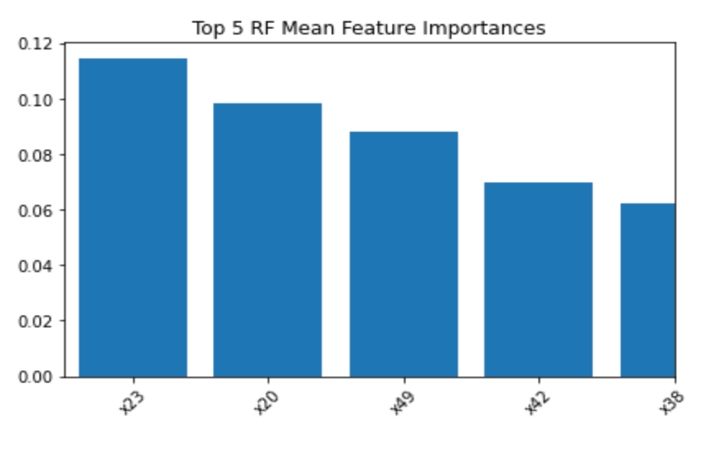 Top 5 RF Mean Feature Importances
0.12
0.10
0.08
0.06
0.04
0.02
0.00
x23
x20
x49
x42
x38